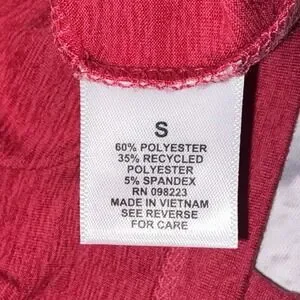 S
60% POLYESTER
35% RECYCLED
POLYESTER
5% SPANDEX
RN 098223
MADE IN VIETNAM
SEE REVERSE
FOR CARE